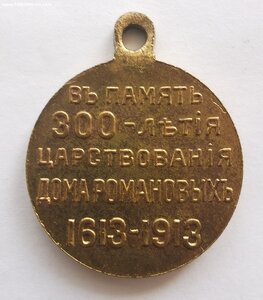 ВЪ ПАМЯТЬ
300-ЛѢТІЯ
ЦАРСТВОВАНІЯ
ДОМА РОМАНОВЫХЪ
1613-1913